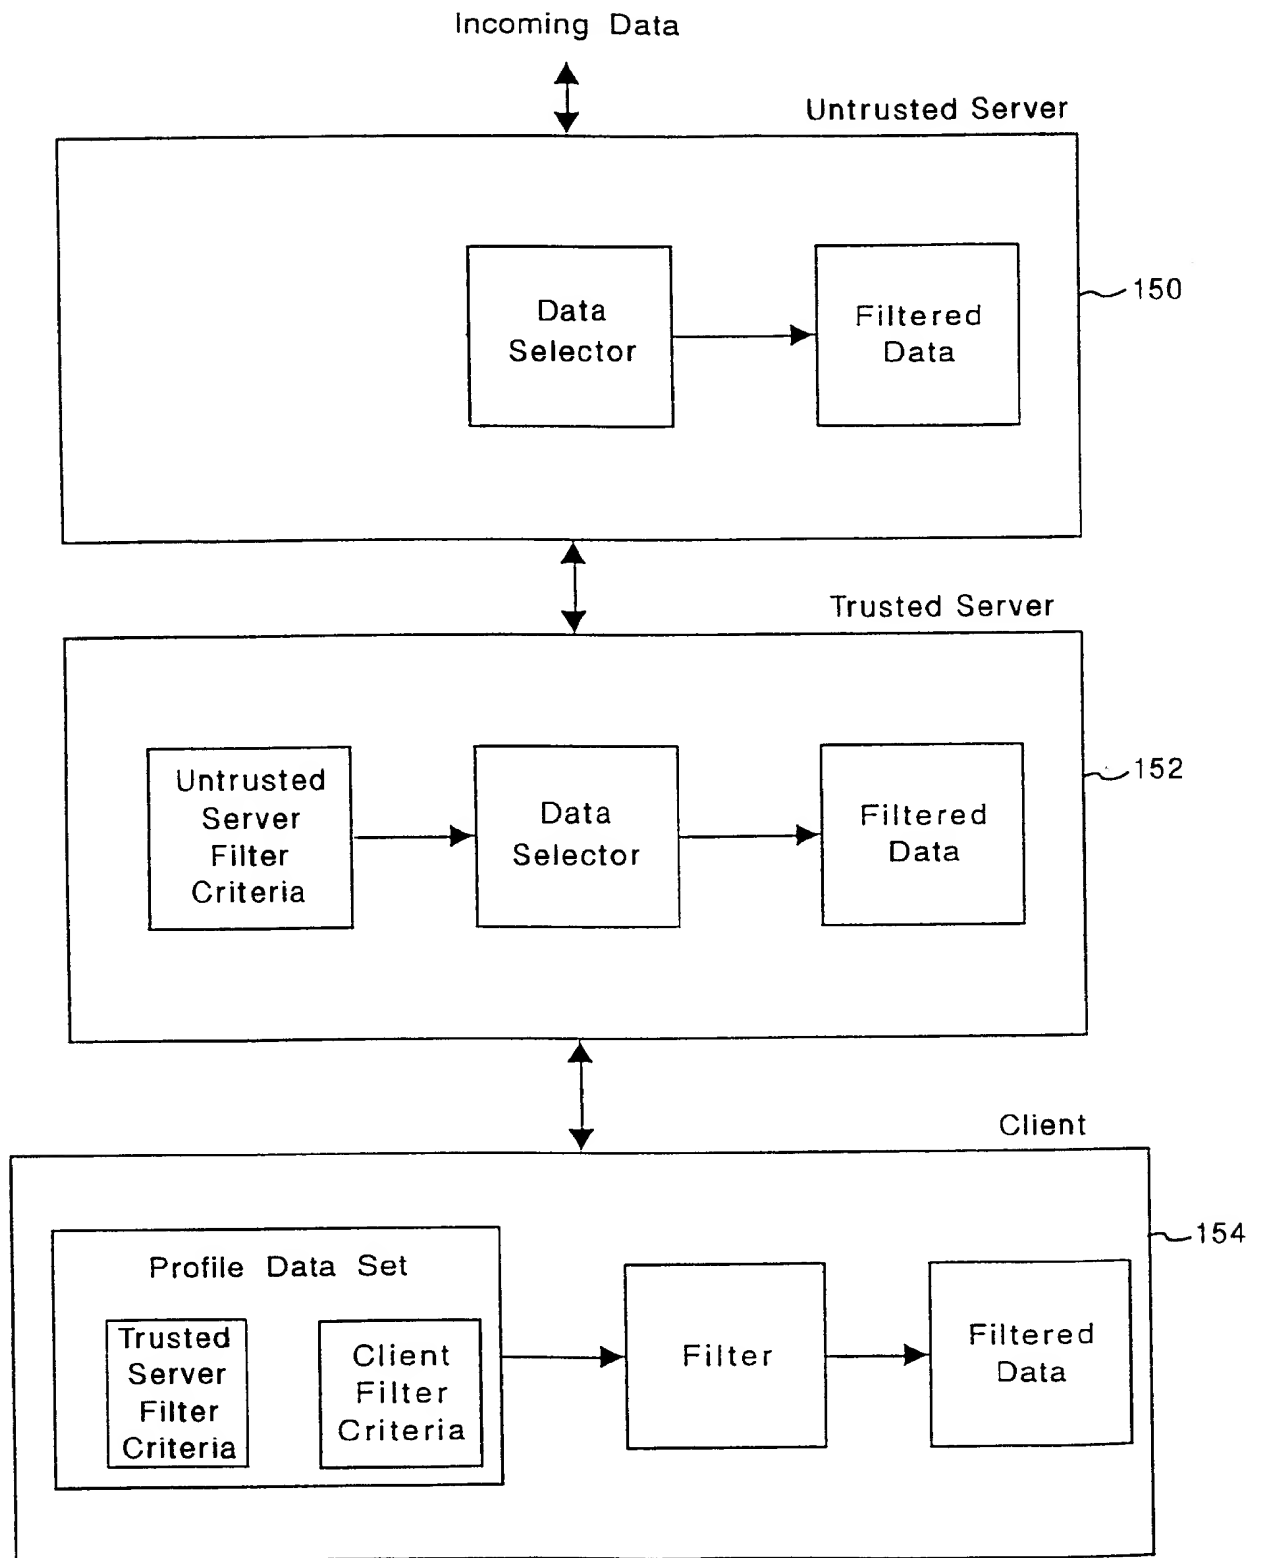 Incoming Data
Untrusted Server
150
Data
Selector
Filtered
Data
Trusted Server
152
Untrusted
Server
Filter
Criteria
Data
Selector
Filtered
Data
Client
154
Profile Data Set
Trusted
Server
Filter
Criteria
Client
Filter
Criteria
Filter
Filtered
Data